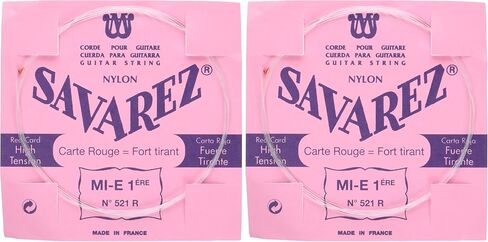 CORDE POUR GUITARE
CUERDA PARA GUITARRA
GUITAR STRING
NYLON
SAVAREZ®
Red Card
High
Tension
Carte Rouge = Fort tirant
Carta Roja
Fuerte
Tirante
MI-E 1ÈRE
N° 521 R
MADE IN FRANCE
CORDE POUR GUITARE
CUERDA PARA GUITARRA
GUITAR STRING
NYLON
SAVAREZ®
Red Card
High
Tension
Carte Rouge = Fort tirant
Carta Roja
Fuerte
Tirante
MI-E 1ÈRE
N° 521 R
MADE IN FRANCE